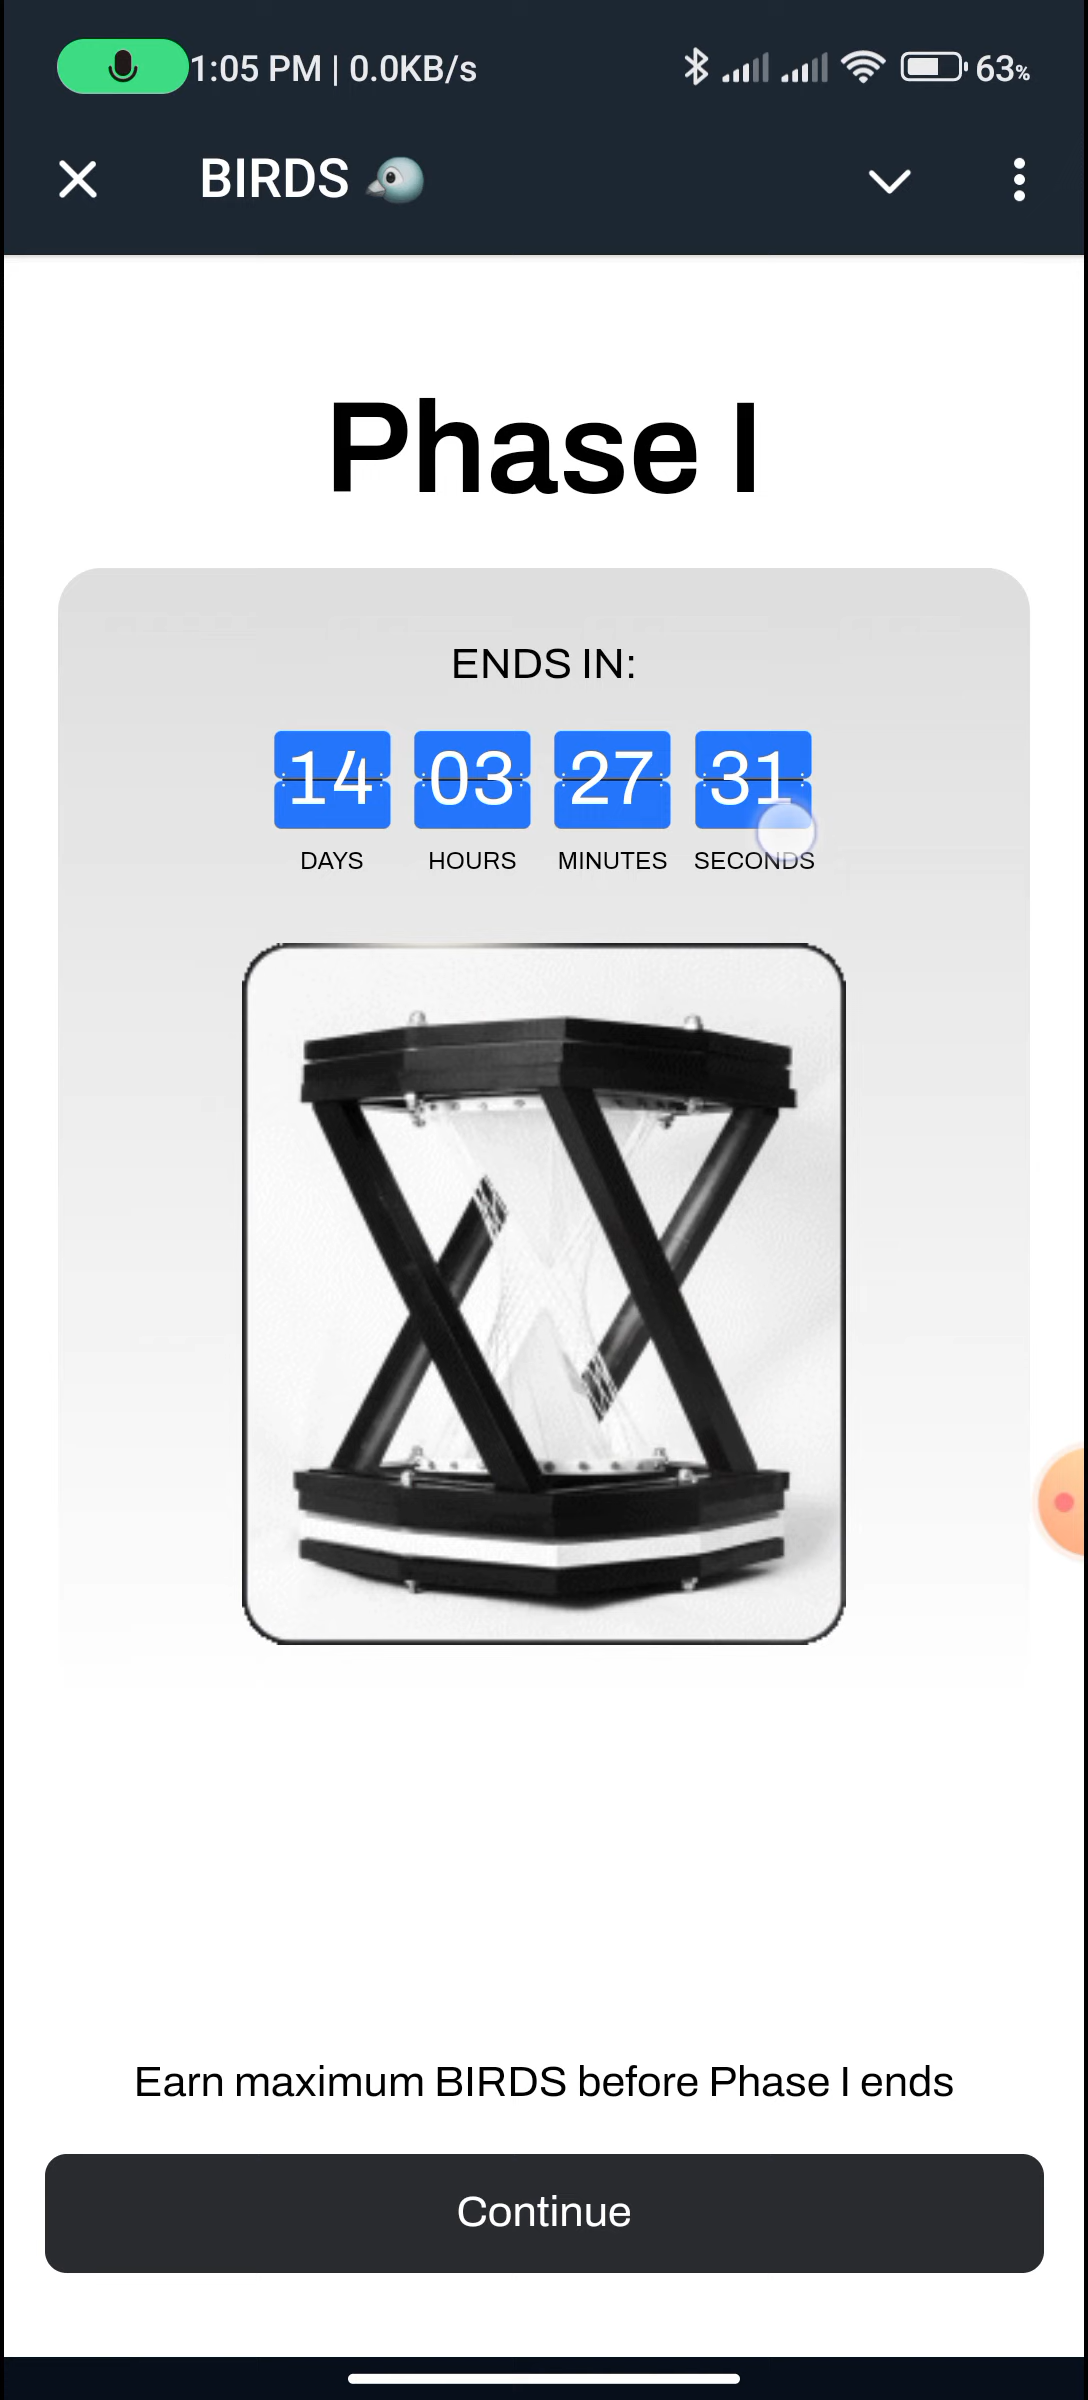 1:05 PM | 0.0KB/s 63%
BIRDS
Phase I
ENDS IN:
14 03 27 31
DAYS HOURS MINUTES SECONDS
Earn maximum BIRDS before Phase I ends
Continue